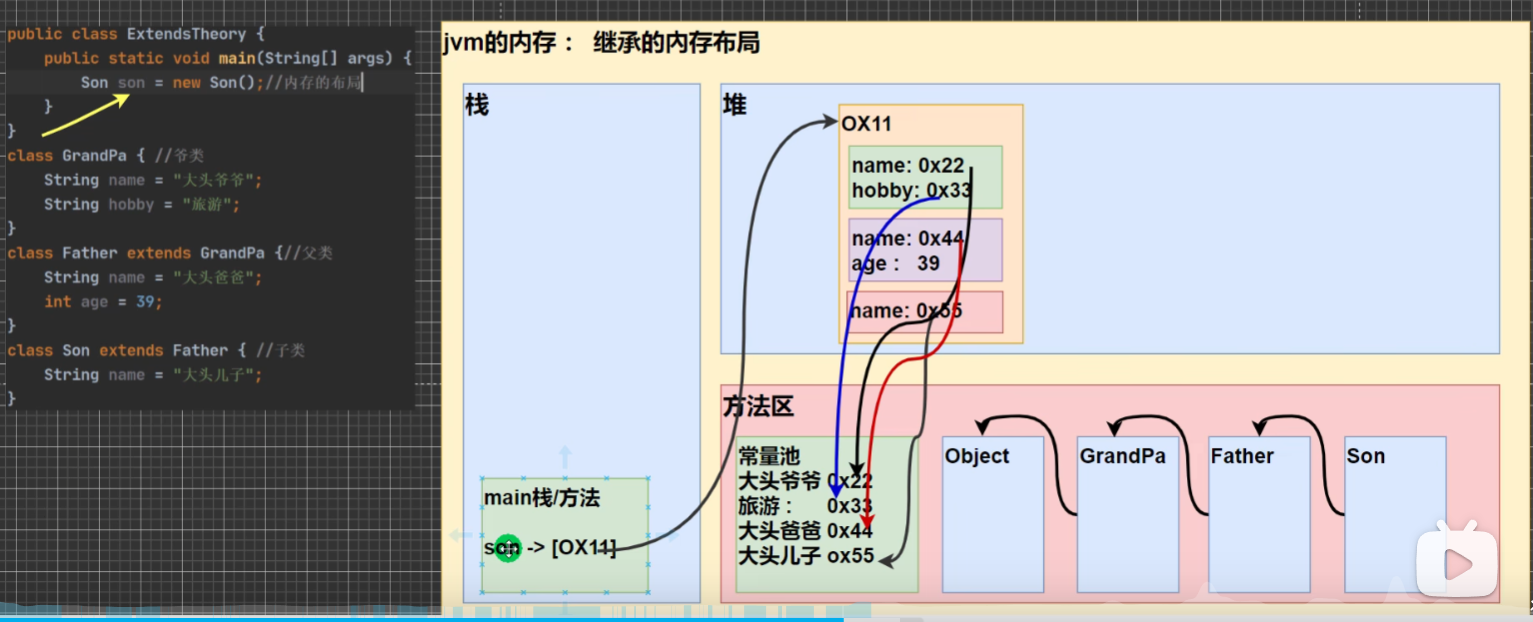 public class ExtendsTheory {
public static void main(String[] args) {
Son son = new Son();//内存的布局
}
}
class GrandPa { //爷类
String name = "大头爷爷";
String hobby = "旅游";
}
class Father extends GrandPa {//父类
String name = "大头爸爸";
int age = 39;
}
class Son extends Father { //子类
String name = "大头儿子";
}
jvm的内存： 继承的内存布局
栈
main栈/方法
son -> [OX11]
堆
OX11
name: 0x22
hobby: 0x33
name: 0x44
age： 39
name: 0x55
方法区
常量池
大头爷爷 0x22
旅游： 0x33
大头爸爸 0x44
大头儿子 ox55
Object
GrandPa
Father
Son